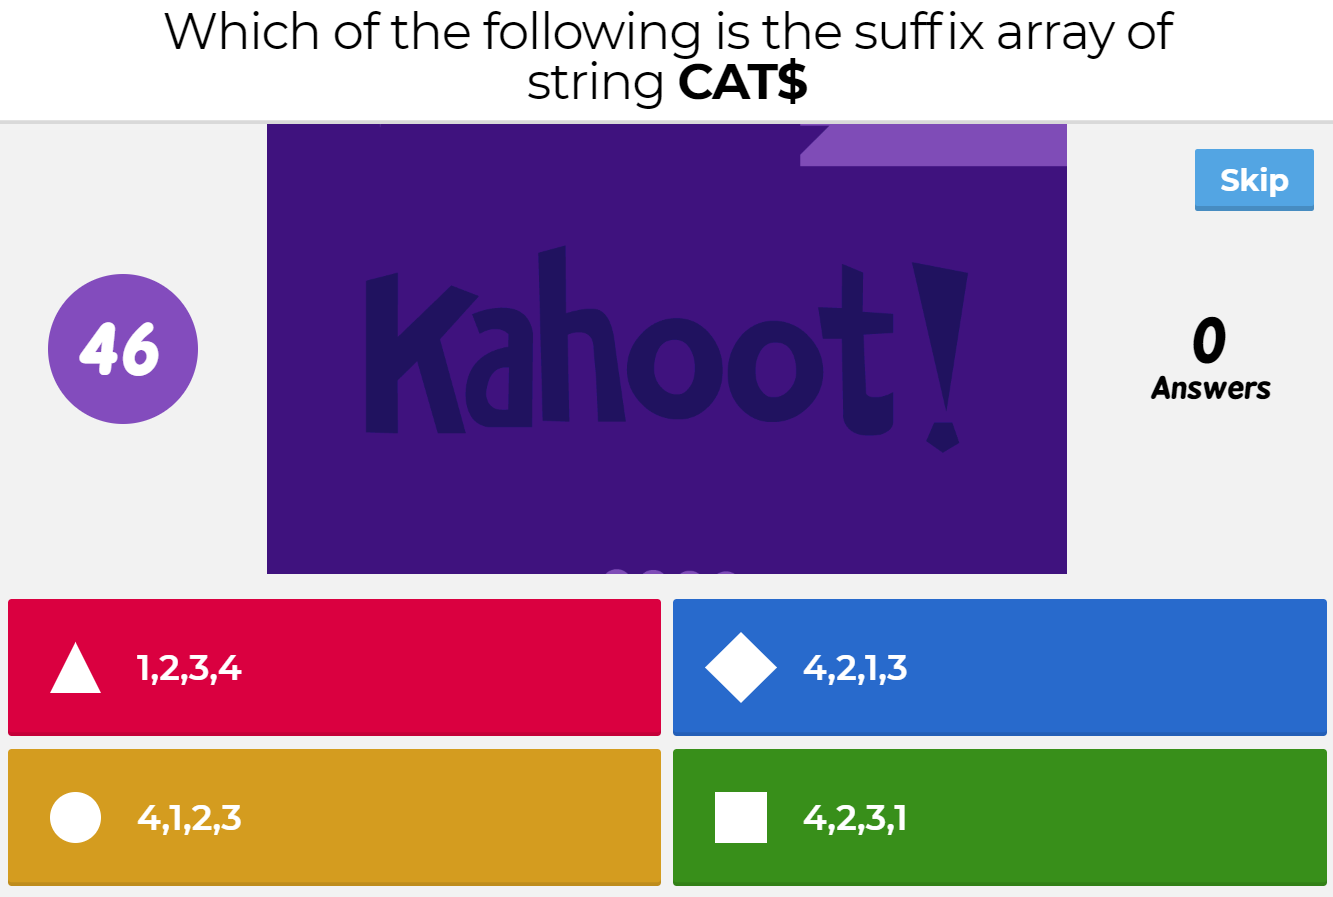 Which of the following is the suffix array of
string CAT$
Skip
46
Kahoot!
0
Answers
1,2,3,4
4,2,1,3
4,1,2,3
4,2,3,1